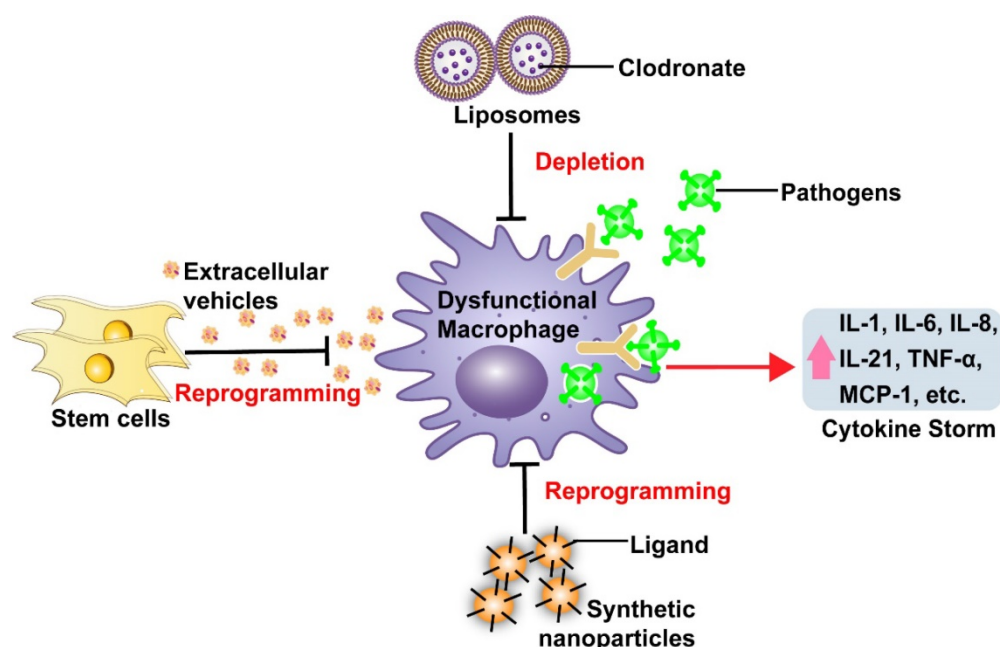 Clodronate
Liposomes
Depletion
Pathogens
Extracellular
vehicles
Dysfunctional
Macrophage
IL-1, IL-6, IL-8,
IL-21, TNF-α,
MCP-1, etc.
Cytokine Storm
Reprogramming
Stem cells
Reprogramming
Ligand
Synthetic
nanoparticles